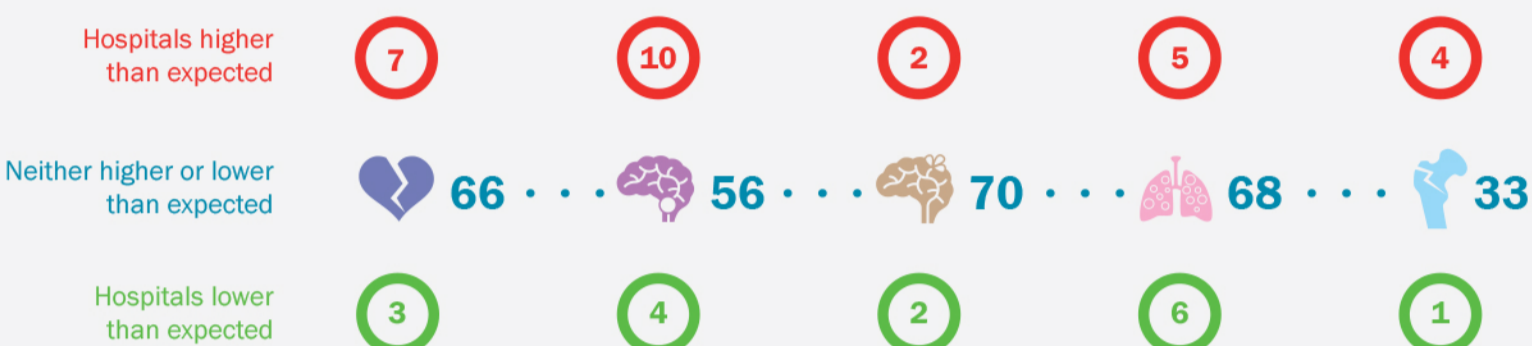 Hospitals higher
than expected
7 10 2 5 4
Neither higher or lower
than expected
66 56 70 68 33
Hospitals lower
than expected
3 4 2 6 1